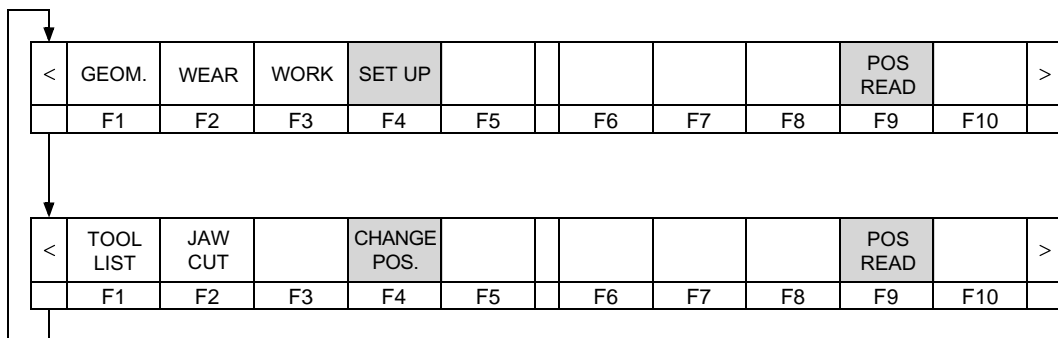 < GEOM. WEAR WORK SET UP POS READ >
F1 F2 F3 F4 F5 F6 F7 F8 F9 F10
< TOOL LIST JAW CUT CHANGE POS. POS READ >
F1 F2 F3 F4 F5 F6 F7 F8 F9 F10